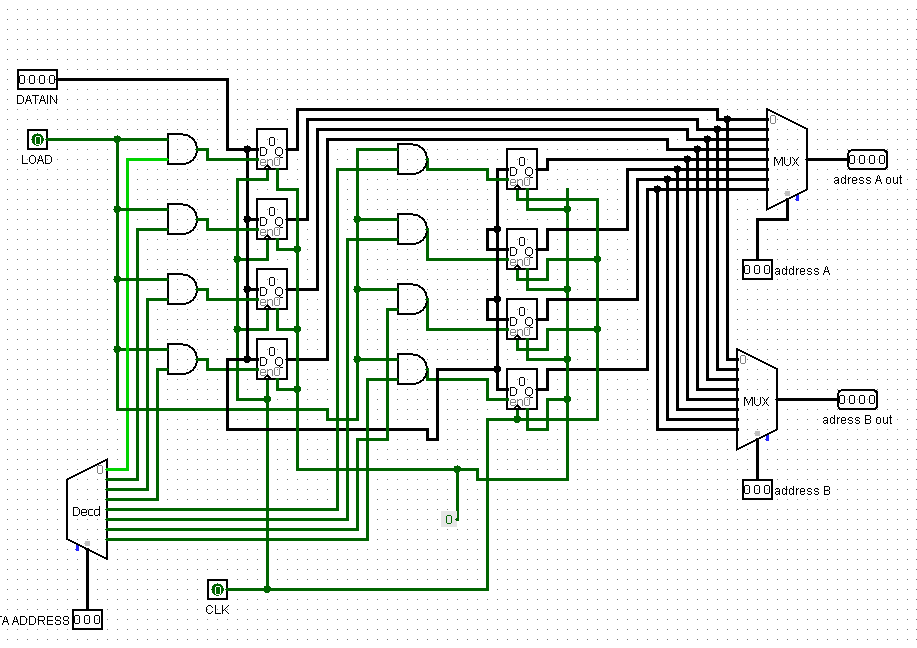 0000
DATAIN
0
LOAD
0
D Q
en0
0
D Q
en0
0
D Q
en0
0
D Q
en0
0
D Q
en0
0
D Q
en0
0
D Q
en0
0
D Q
en0
0
MUX
0000
adress A out
000 address A
0
MUX
0000
adress B out
000 address B
0
Decd
0
0
CLK
TA ADDRESS 000